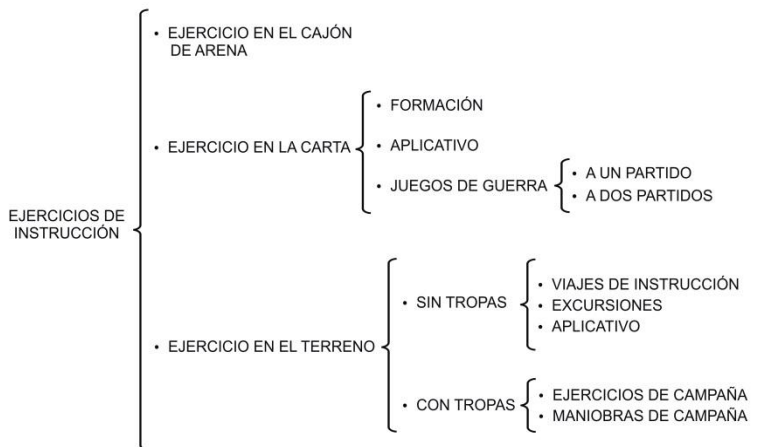 EJERCICIOS DE
INSTRUCCIÓN
• EJERCICIO EN EL CAJÓN
DE ARENA
• EJERCICIO EN LA CARTA
• FORMACIÓN
• APLICATIVO
• JUEGOS DE GUERRA
• A UN PARTIDO
• A DOS PARTIDOS
• EJERCICIO EN EL TERRENO
• SIN TROPAS
• VIAJES DE INSTRUCCIÓN
• EXCURSIONES
• APLICATIVO
• CON TROPAS
• EJERCICIOS DE CAMPAÑA
• MANIOBRAS DE CAMPAÑA